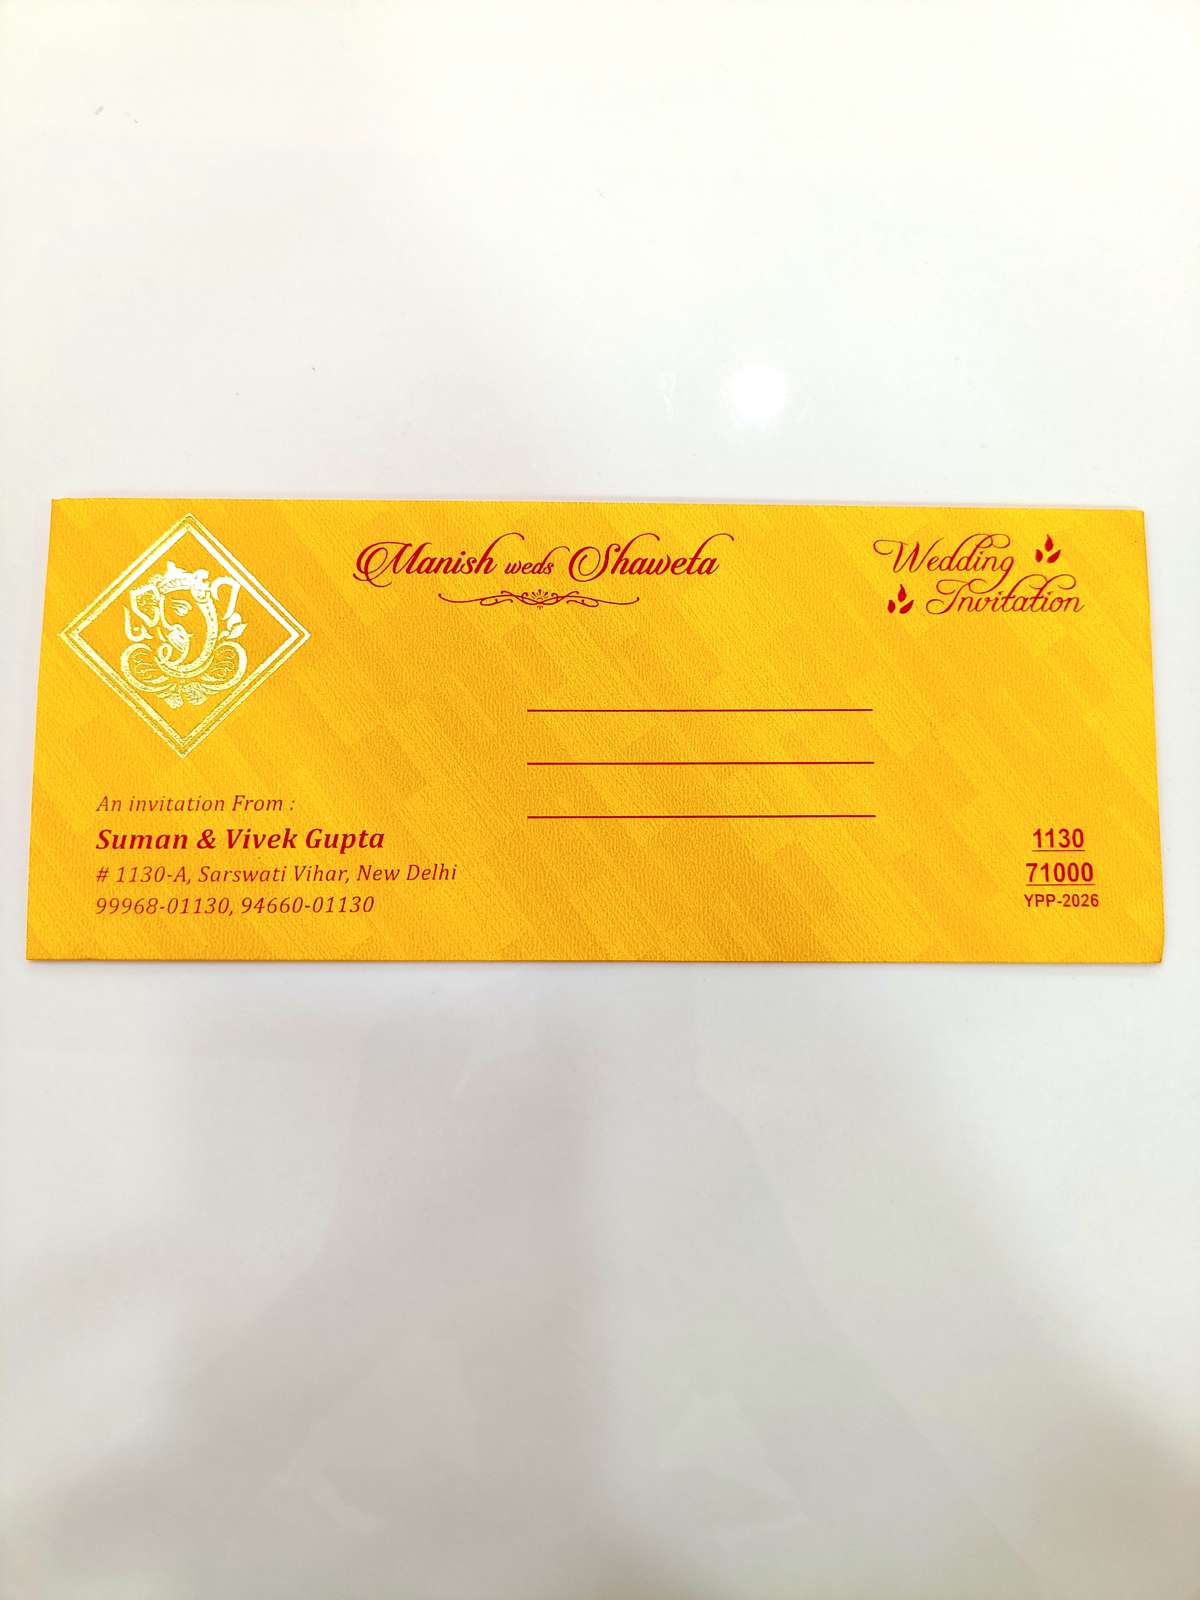 Manish weds Shaweta
Wedding
Invitation
An invitation From :
Suman & Vivek Gupta
# 1130-A, Sarswati Vihar, New Delhi
99968-01130, 94660-01130
1130
71000
YPP-2026